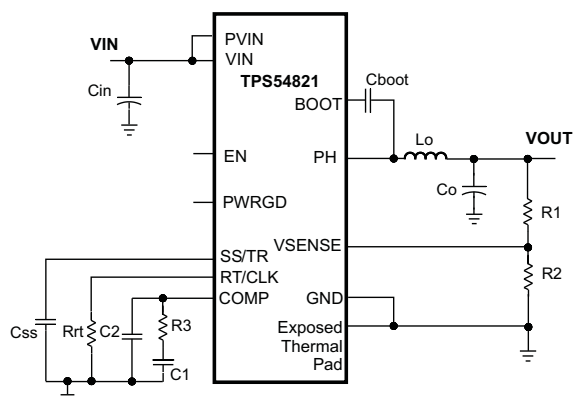 PVIN
VIN
VIN
TPS54821
Cin
Cboot
BOOT
Lo
VOUT
EN
PH
Co
R1
PWRGD
VSENSE
SS/TR
R2
RT/CLK
COMP
GND
Css
Rrt
C2
R3
C1
Exposed
Thermal
Pad